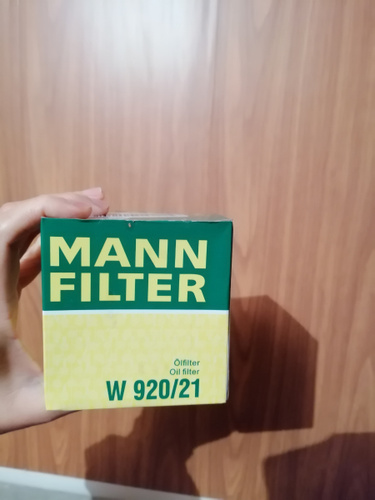 MANN
FILTER
Ölfilter
Oil filter
W 920/21